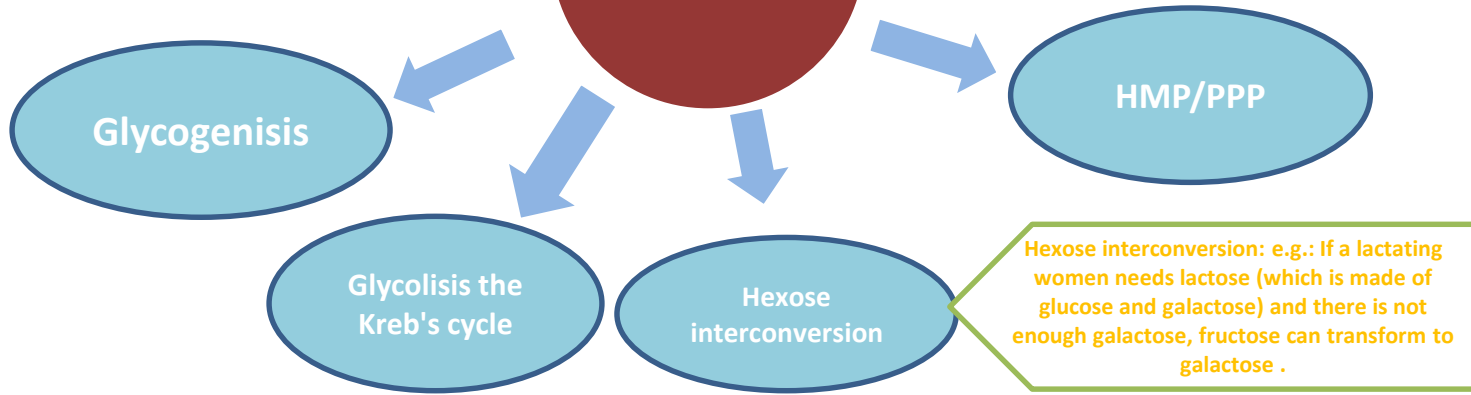 Glycogenisis
HMP/PPP
Glycolisis the
Kreb's cycle
Hexose
interconversion
Hexose interconversion: e.g.: If a lactating
women needs lactose (which is made of
glucose and galactose) and there is not
enough galactose, fructose can transform to
galactose .